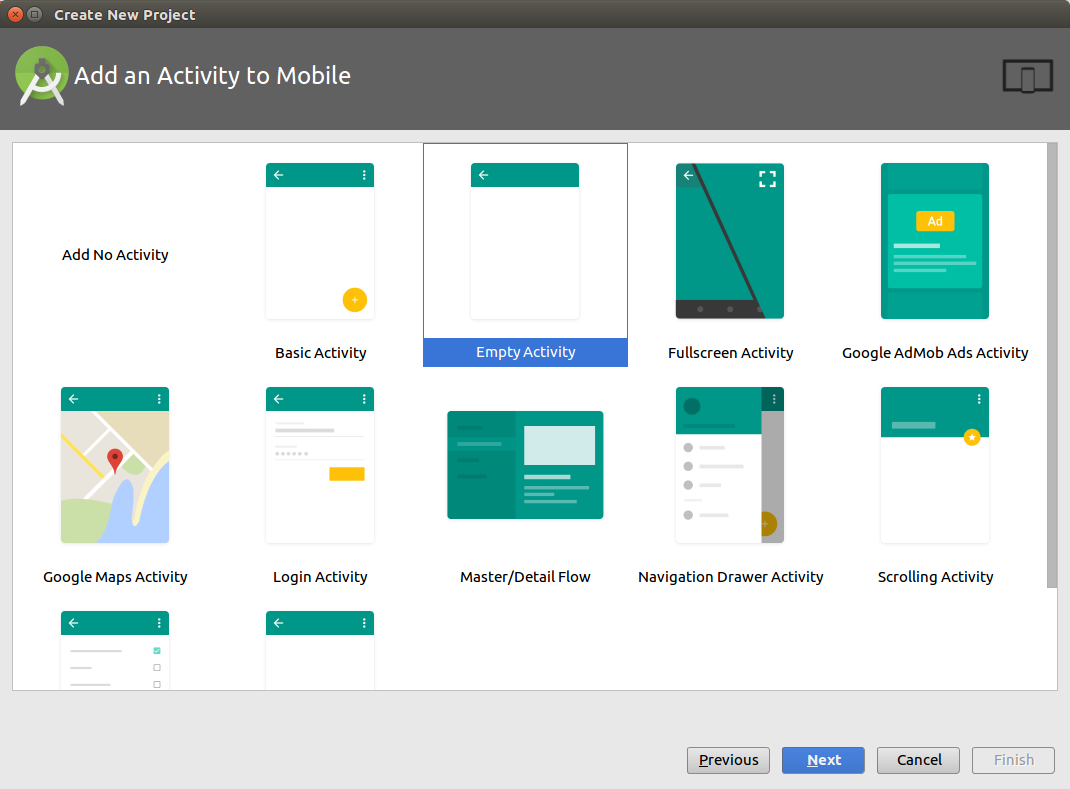 Create New Project
Add an Activity to Mobile
Add No Activity
Basic Activity
Empty Activity
Fullscreen Activity
Ad
Google AdMob Ads Activity
Google Maps Activity
Login Activity
Master/Detail Flow
Navigation Drawer Activity
Scrolling Activity
Previous
Next
Cancel
Finish